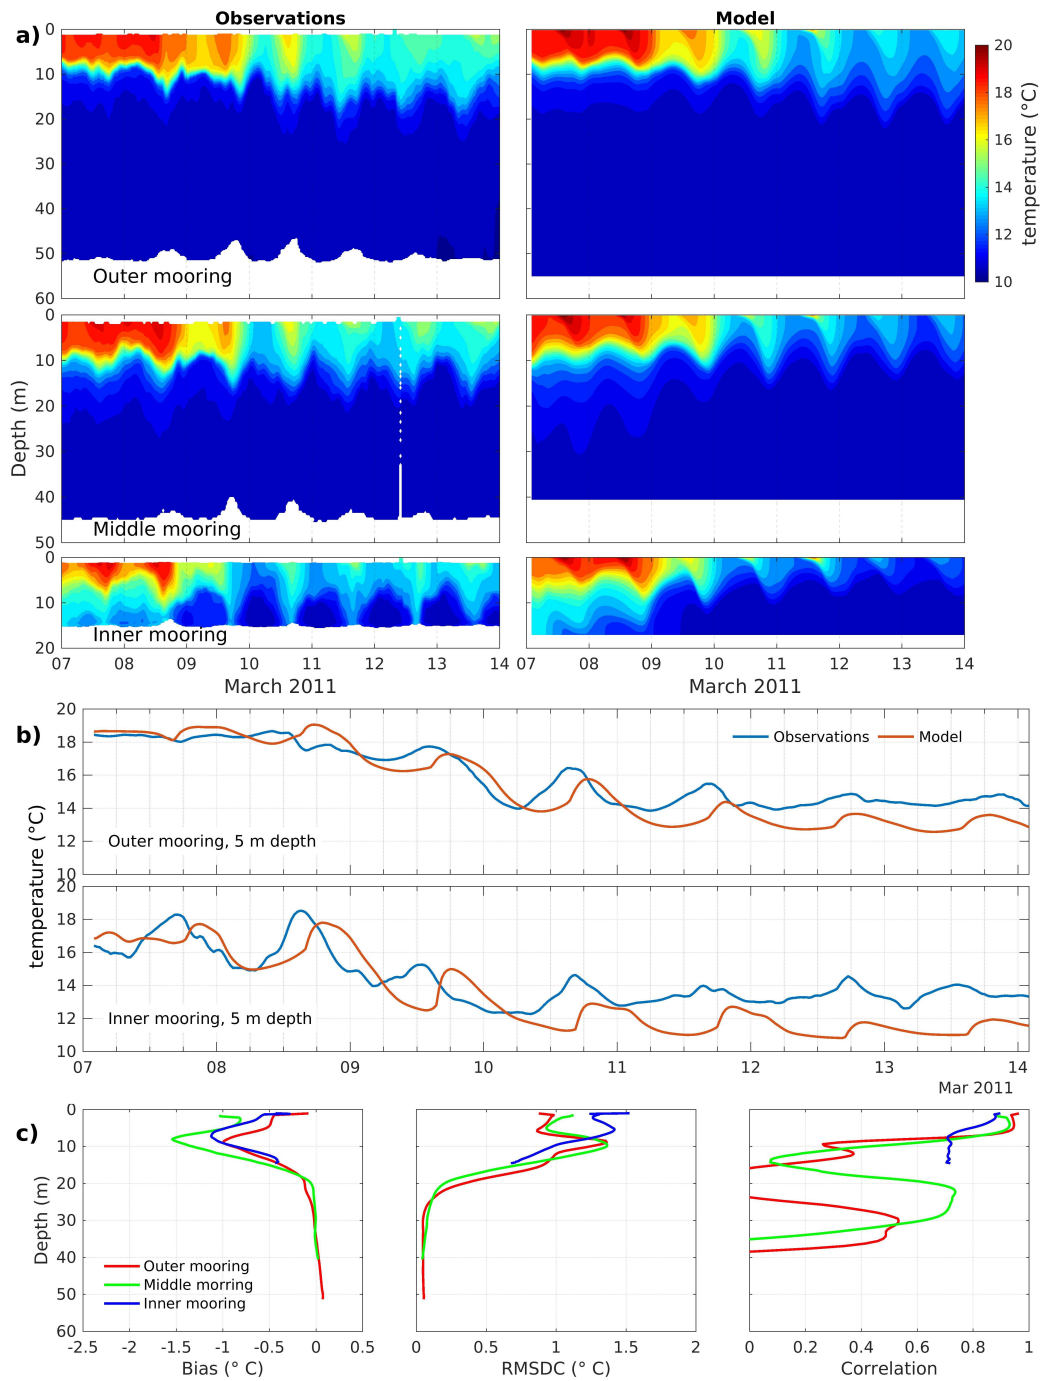 Observations
Model
a)
0
10
20
30
40
50
60
Outer mooring
20
18
16
14
12
10
temperature (°C)
0
10
20
30
40
50
Depth (m)
Middle mooring
0
10
20
Inner mooring
07 08 09 10 11 12 13 14
07 08 09 10 11 12 13 14
March 2011
March 2011
b)
20
18
16
14
12
10
Observations Model
Outer mooring, 5 m depth
temperature (°C)
20
18
16
14
12
10
Inner mooring, 5 m depth
07 08 09 10 11 12 13 14
Mar 2011
c)
0
10
20
30
40
50
60
Depth (m)
Outer mooring
Middle morring
Inner mooring
-2.5 -2 -1.5 -1 -0.5 0 0.5
Bias (° C)
0 0.5 1 1.5 2
RMSDC (° C)
0 0.2 0.4 0.6 0.8 1
Correlation